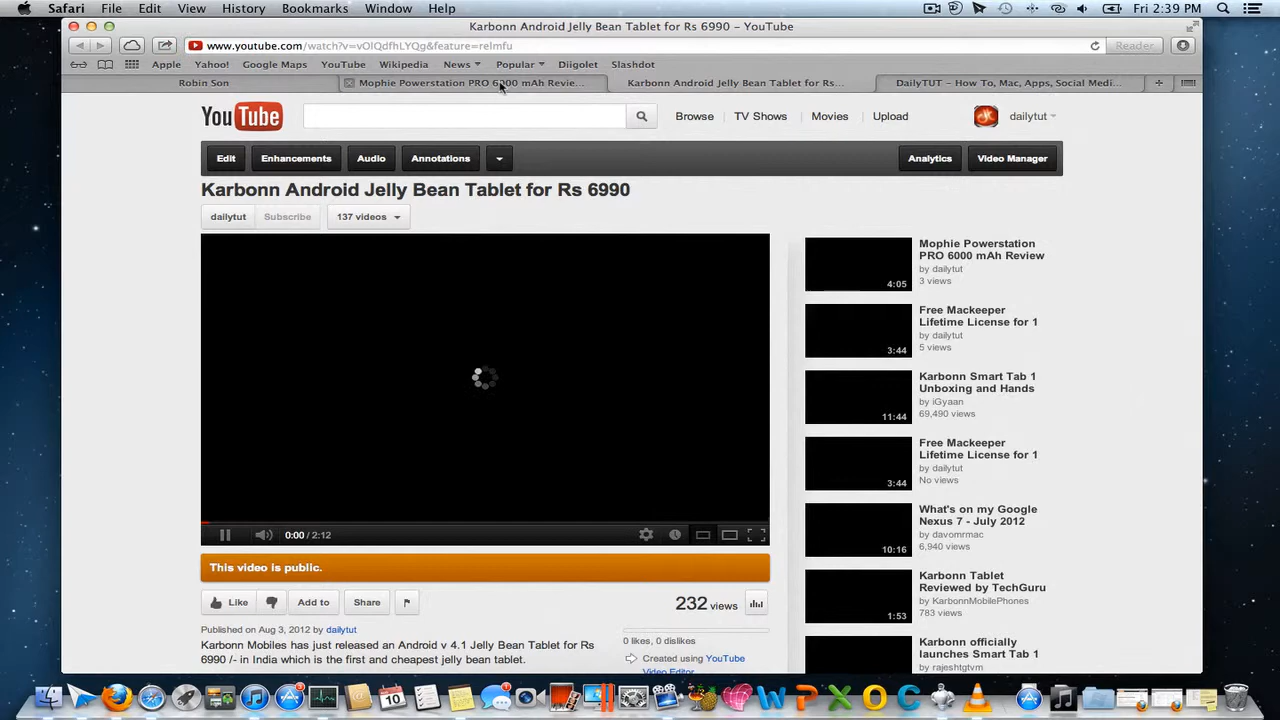 Safari File Edit View History Bookmarks Window Help Fri 2:39 PM
Karbonn Android Jelly Bean Tablet for Rs 6990 – YouTube
www.youtube.com/watch?v=vOlQdfhLYQg&feature=relmfu Reader
Apple Yahoo! Google Maps YouTube Wikipedia News Popular Diigolet Slashdot
Robin Son Mophie Powerstation PRO 6000 mAh Revie... Karbonn Android Jelly Bean Tablet for Rs... DailyTUT – How To, Mac, Apps, Social Medi...
YouTube Browse TV Shows Movies Upload dailytut
Edit Enhancements Audio Annotations Analytics Video Manager
Karbonn Android Jelly Bean Tablet for Rs 6990
dailytut Subscribe 137 videos
0:00 / 2:12
This video is public.
Like Add to Share 232 views
Published on Aug 3, 2012 by dailytut
Karbonn Mobiles has just released an Android v 4.1 Jelly Bean Tablet for Rs
6990 /- in India which is the first and cheapest jelly bean tablet.
0 likes, 0 dislikes
Created using YouTube
Video Editor
4:05
Mophie Powerstation
PRO 6000 mAh Review
by dailytut
3 views
3:44
Free Mackeeper
Lifetime License for 1
by dailytut
5 views
11:44
Karbonn Smart Tab 1
Unboxing and Hands
by iGyaan
69,490 views
3:44
Free Mackeeper
Lifetime License for 1
by dailytut
No views
10:16
What's on my Google
Nexus 7 - July 2012
by davomrmac
6,940 views
1:53
Karbonn Tablet
Reviewed by TechGuru
by KarbonnMobilePhones
783 views
Karbonn officially
launches Smart Tab 1
by rajeshtgtvm
10